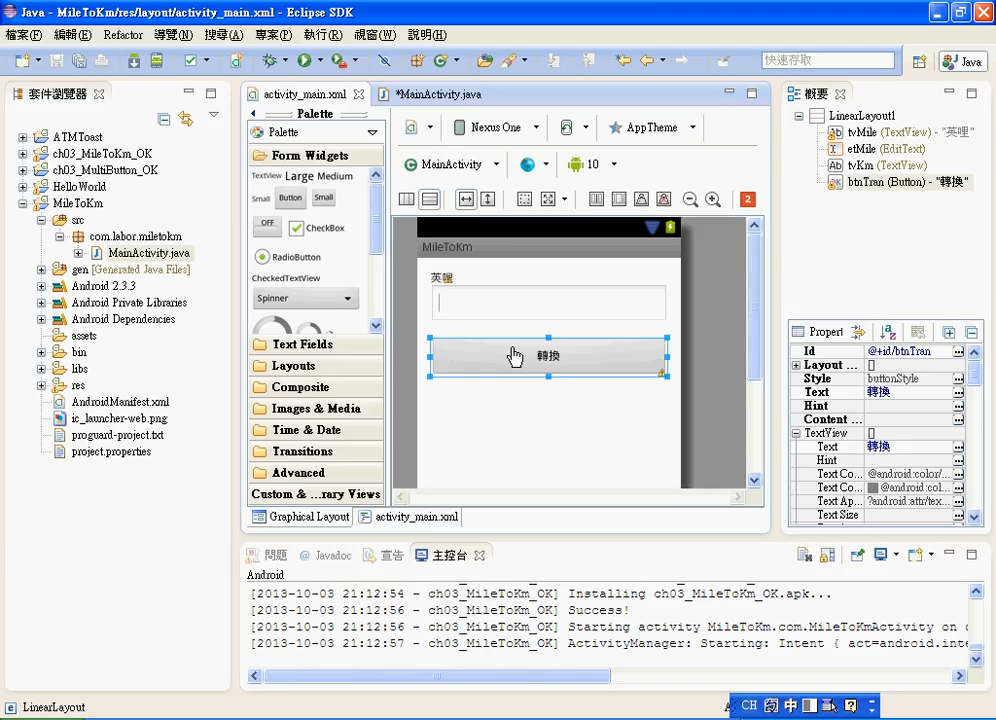 Java - MileToKm/res/layout/activity_main.xml - Eclipse SDK
檔案(F) 編輯(E) Refactor 導覽(N) 搜尋(A) 專案(P) 執行(R) 視窗(W) 說明(H)
快速存取
Java
套件瀏覽器
ATMToast
ch03_MileToKm_OK
ch03_MultiButton_OK
HelloWorld
MileToKm
src
com.labor.miletokm
MainActivity.java
gen [Generated Java Files]
Android 2.3.3
Android Private Libraries
Android Dependencies
assets
bin
libs
res
AndroidManifest.xml
ic_launcher-web.png
proguard-project.txt
project.properties
activity_main.xml
*MainActivity.java
Palette
Palette
Form Widgets
TextView Large Medium
Small Button Small
OFF CheckBox
RadioButton
CheckedTextView
Spinner
Text Fields
Layouts
Composite
Images & Media
Time & Date
Transitions
Advanced
Custom & ...rary Views
Nexus One
AppTheme
MainActivity
10
2
MileToKm
英哩
轉換
Graphical Layout
activity_main.xml
概要
LinearLayout1
tvMile (TextView) - "英哩"
etMile (EditText)
tvKm (TextView)
btnTran (Button) - "轉換"
Propert
Id @+id/btnTran
Layout ... []
Style buttonStyle
Text 轉換
Hint
Content ...
TextView []
Text 轉換
Hint
Text Co... @android:color/...
Text Co... @android:col...
Text Ap... ?android:attr/tex...
Text Size
問題 @ Javadoc 宣告 主控台
Android
[2013-10-03 21:12:54 - ch03_MileToKm_OK] Installing ch03_MileToKm_OK.apk...
[2013-10-03 21:12:56 - ch03_MileToKm_OK] Success!
[2013-10-03 21:12:56 - ch03_MileToKm_OK] Starting activity MileToKm.com.MileToKmActivity on
[2013-10-03 21:12:57 - ch03_MileToKm_OK] ActivityManager: Starting: Intent { act=android.inte
LinearLayout
CH 中